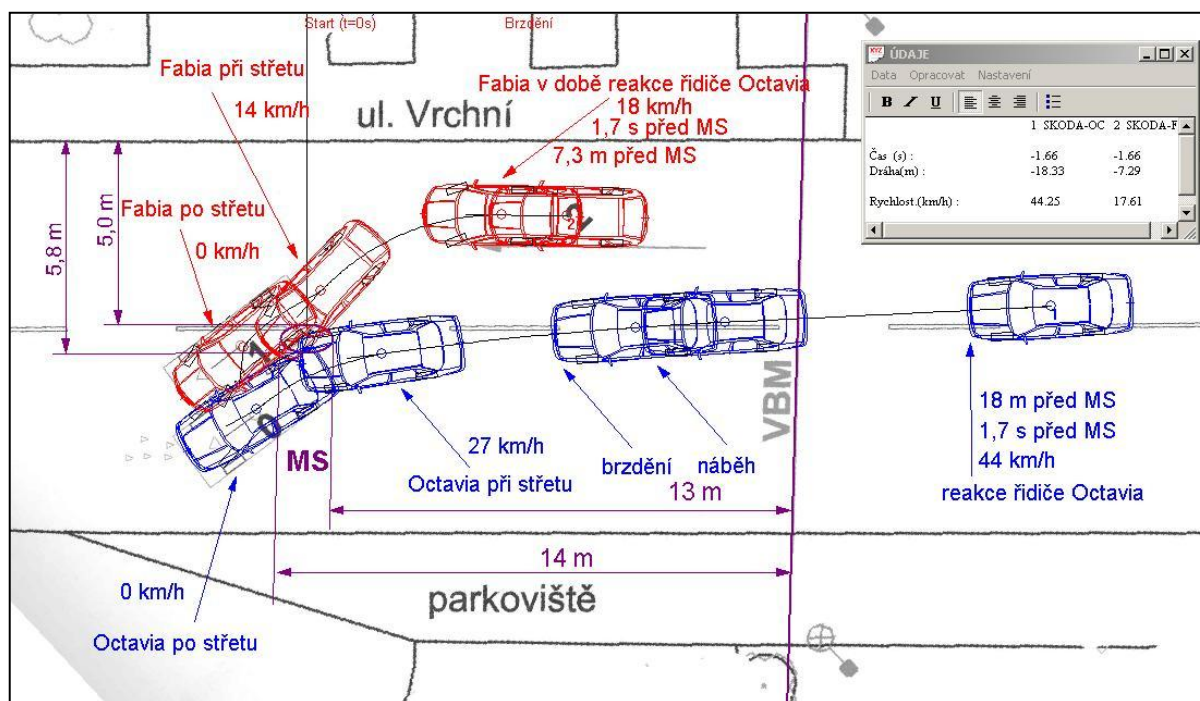 Start (t=0s)
Brzdění
Fabia při střetu
14 km/h
ul. Vrchní
Fabia v době reakce řidiče Octavia
18 km/h
1,7 s před MS
7,3 m před MS
ÚDAJE
Data Opracovat Nastavení
B I U
1 SKODA-OC 2 SKODA-F
Čas (s) : -1.66 -1.66
Dráha(m) : -18.33 -7.29
Rychlost.(km/h) : 44.25 17.61
Fabia po střetu
0 km/h
5,0 m
5,8 m
2
2
1
MS
27 km/h
Octavia při střetu
brzdění náběh
VBM
18 m před MS
1,7 s před MS
44 km/h
reakce řidiče Octavia
13 m
14 m
0 km/h
Octavia po střetu
parkoviště